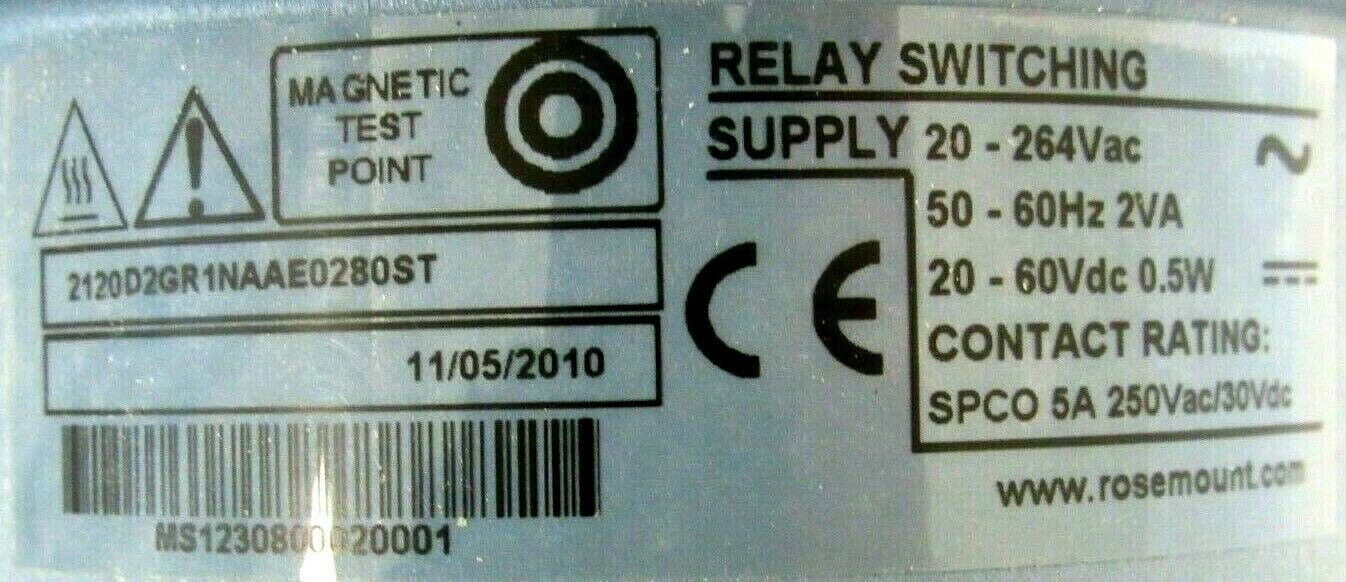 MAGNETIC
TEST
POINT
2120D2GR1NAAE0280ST
11/05/2010
MS1230800020001
RELAY SWITCHING
SUPPLY 20 - 264Vac ~
50 - 60Hz 2VA
20 - 60Vdc 0.5W
CONTACT RATING:
SPCO 5A 250Vac/30Vdc
CE
www.rosemount.com